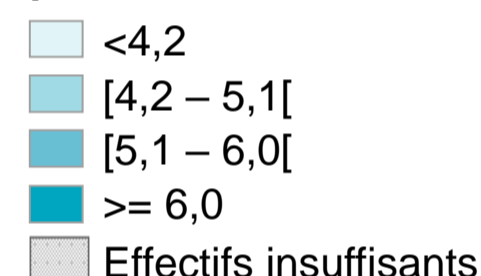 <4,2
[4,2 – 5,1[
[5,1 – 6,0[
>= 6,0
Effectifs insuffisants